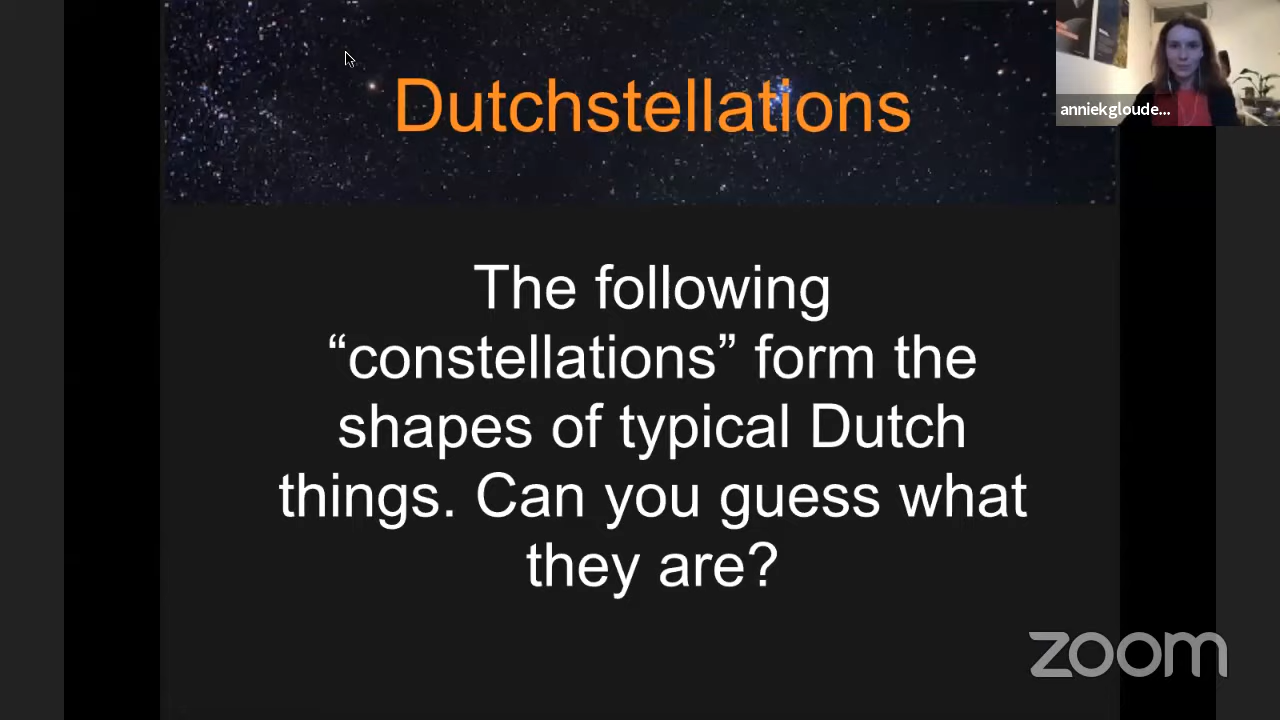 Dutchstellations
anniekgloude...
The following
“constellations” form the
shapes of typical Dutch
things. Can you guess what
they are?
zoom